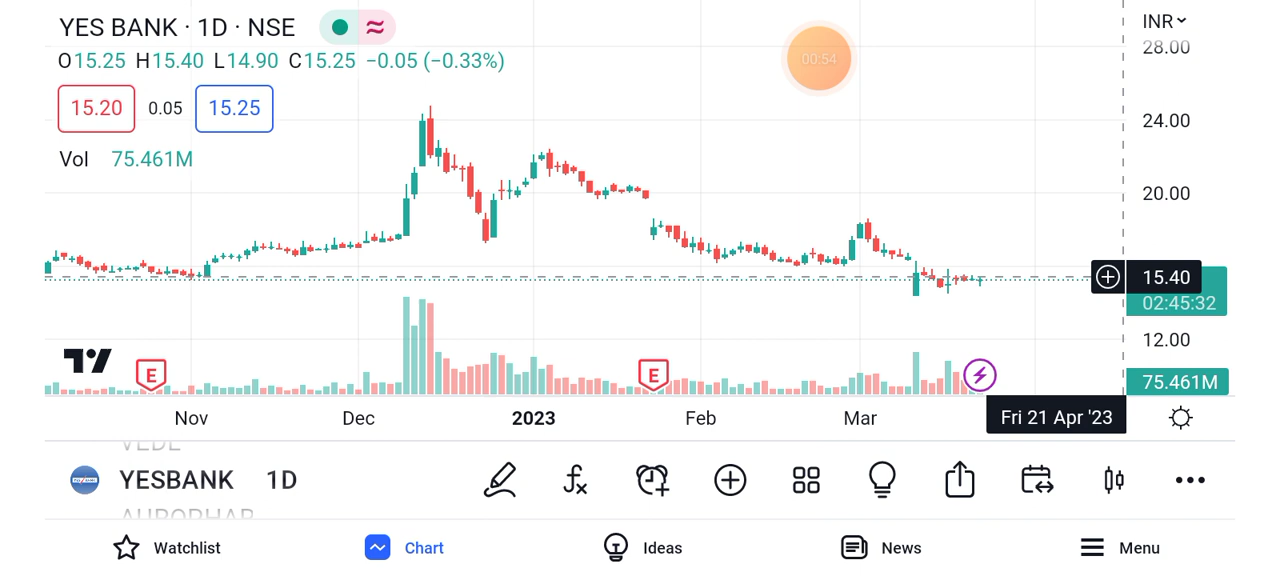 YES BANK · 1D · NSE
INR
28.00
00:54
O15.25 H15.40 L14.90 C15.25 −0.05 (−0.33%)
15.20 0.05 15.25
24.00
Vol 75.461M
20.00
15.40
02:45:32
12.00
E
E
75.461M
Nov Dec 2023 Feb Mar Fri 21 Apr '23
YESBANK 1D
Watchlist Chart Ideas News Menu